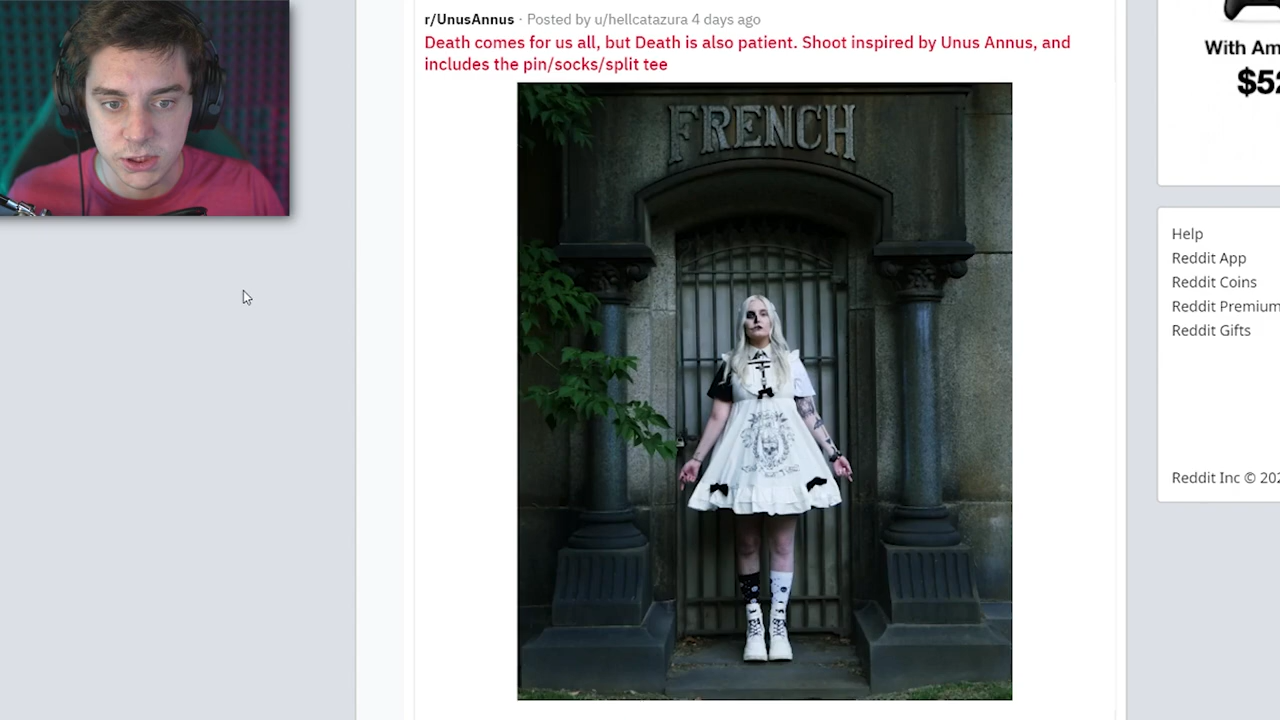 r/UnusAnnus · Posted by u/hellcatazura 4 days ago
Death comes for us all, but Death is also patient. Shoot inspired by Unus Annus, and
includes the pin/socks/split tee
FRENCH
With Am
$52
Help
Reddit App
Reddit Coins
Reddit Premium
Reddit Gifts
Reddit Inc © 202